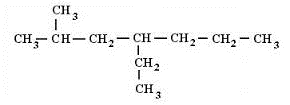 CH₃
CH₃ – CH – CH₂ – CH – CH₂ – CH₂ – CH₃
CH₂
CH₃